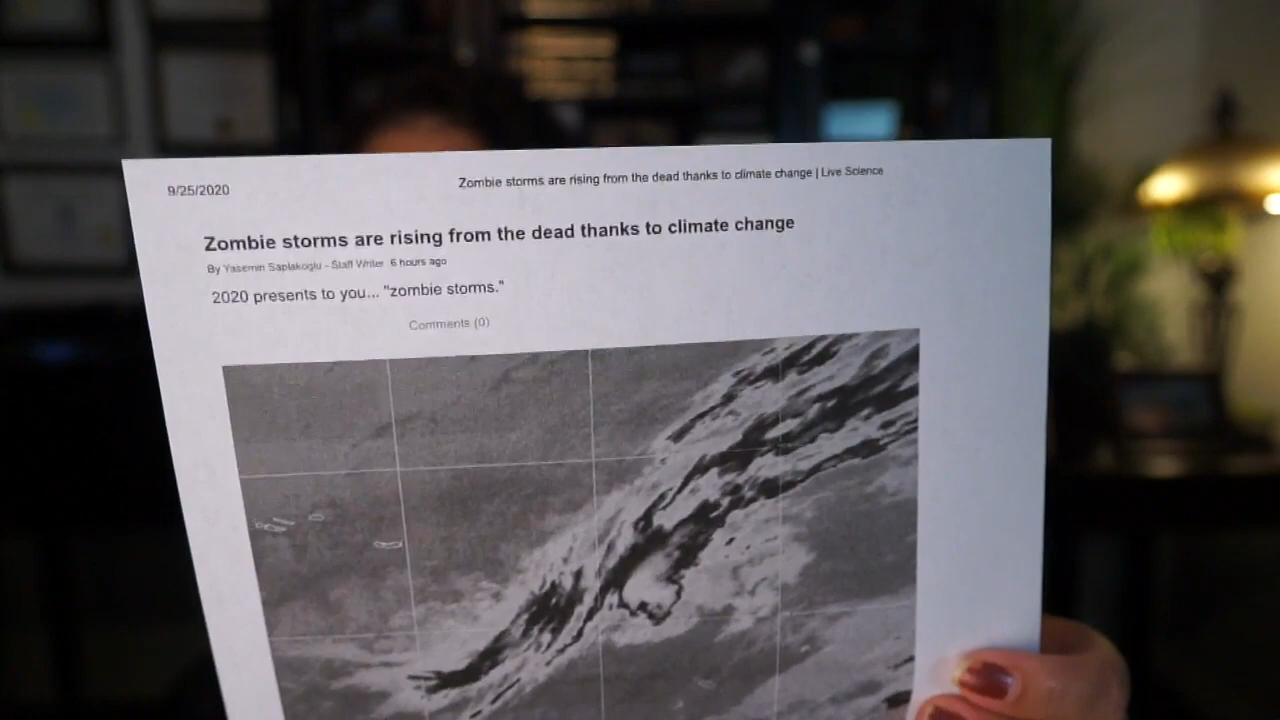 9/25/2020
Zombie storms are rising from the dead thanks to climate change | Live Science
Zombie storms are rising from the dead thanks to climate change
By Yasemin Saplakoglu - Staff Writer 6 hours ago
2020 presents to you... "zombie storms."
Comments (0)